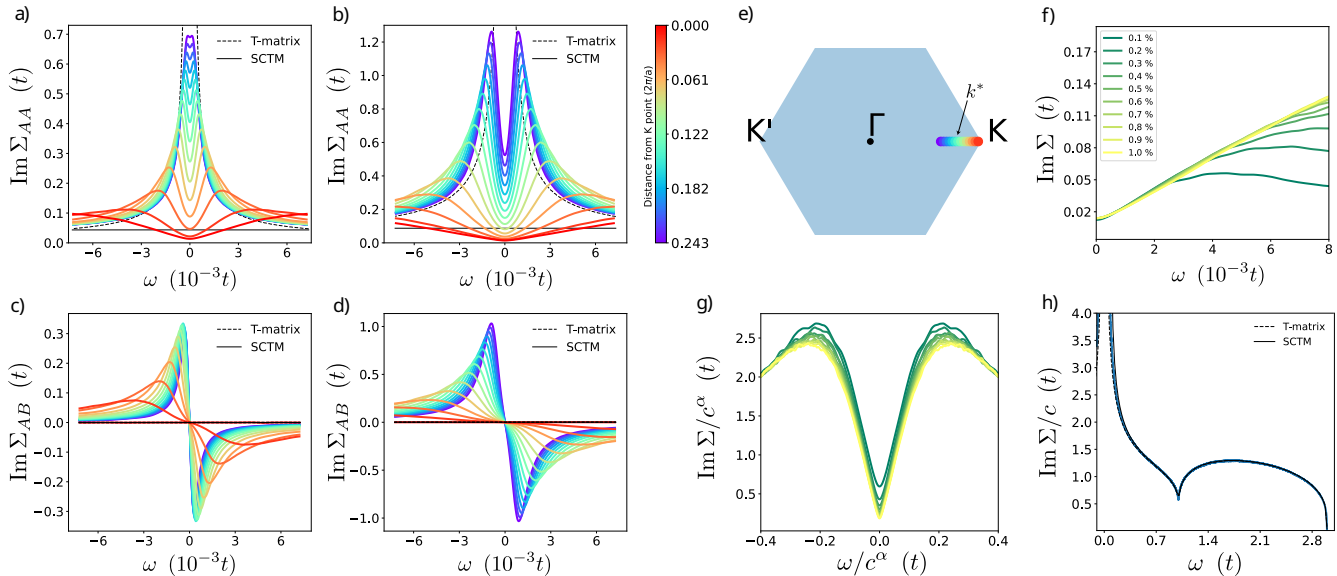 a)
Im Σ_AA (t)
0.7
0.6
0.5
0.4
0.3
0.2
0.1
0.0
T-matrix
SCTM
−6 −3 0 3 6
ω (10⁻³t)
b)
Im Σ_AA (t)
1.2
1.0
0.8
0.6
0.4
0.2
0.0
T-matrix
SCTM
−6 −3 0 3 6
ω (10⁻³t)
Distance from K point (2π/a)
0.000
0.061
0.122
0.182
0.243
e)
K' Γ k* K
f)
Im Σ (t)
0.17
0.14
0.11
0.08
0.05
0.02
0.1 %
0.2 %
0.3 %
0.4 %
0.5 %
0.6 %
0.7 %
0.8 %
0.9 %
1.0 %
0 2 4 6 8
ω (10⁻³t)
c)
Im Σ_AB (t)
0.3
0.2
0.1
0.0
−0.1
−0.2
−0.3
T-matrix
SCTM
−6 −3 0 3 6
ω (10⁻³t)
d)
Im Σ_AB (t)
1.0
0.5
0.0
−0.5
−1.0
T-matrix
SCTM
−6 −3 0 3 6
ω (10⁻³t)
g)
Im Σ/c^α (t)
2.5
2.0
1.5
1.0
0.5
−0.4 −0.2 0.0 0.2 0.4
ω/c^α (t)
h)
Im Σ/c (t)
4.0
3.5
3.0
2.5
2.0
1.5
1.0
0.5
T-matrix
SCTM
0.0 0.7 1.4 2.1 2.8
ω (t)